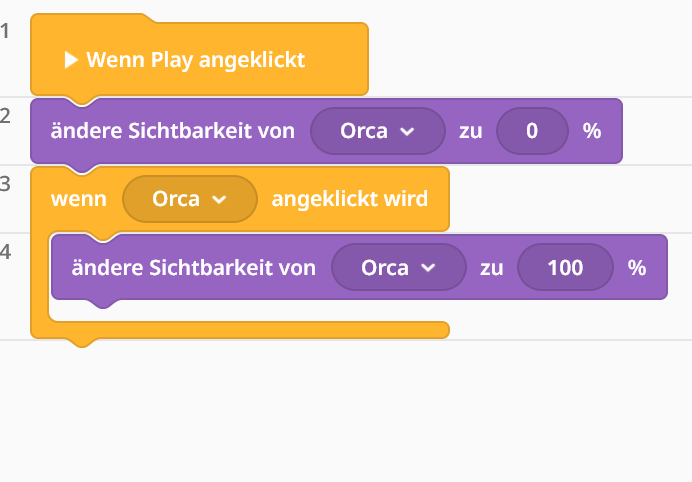 1
Wenn Play angeklickt
2
ändere Sichtbarkeit von Orca zu 0 %
3
wenn Orca angeklickt wird
4
ändere Sichtbarkeit von Orca zu 100 %